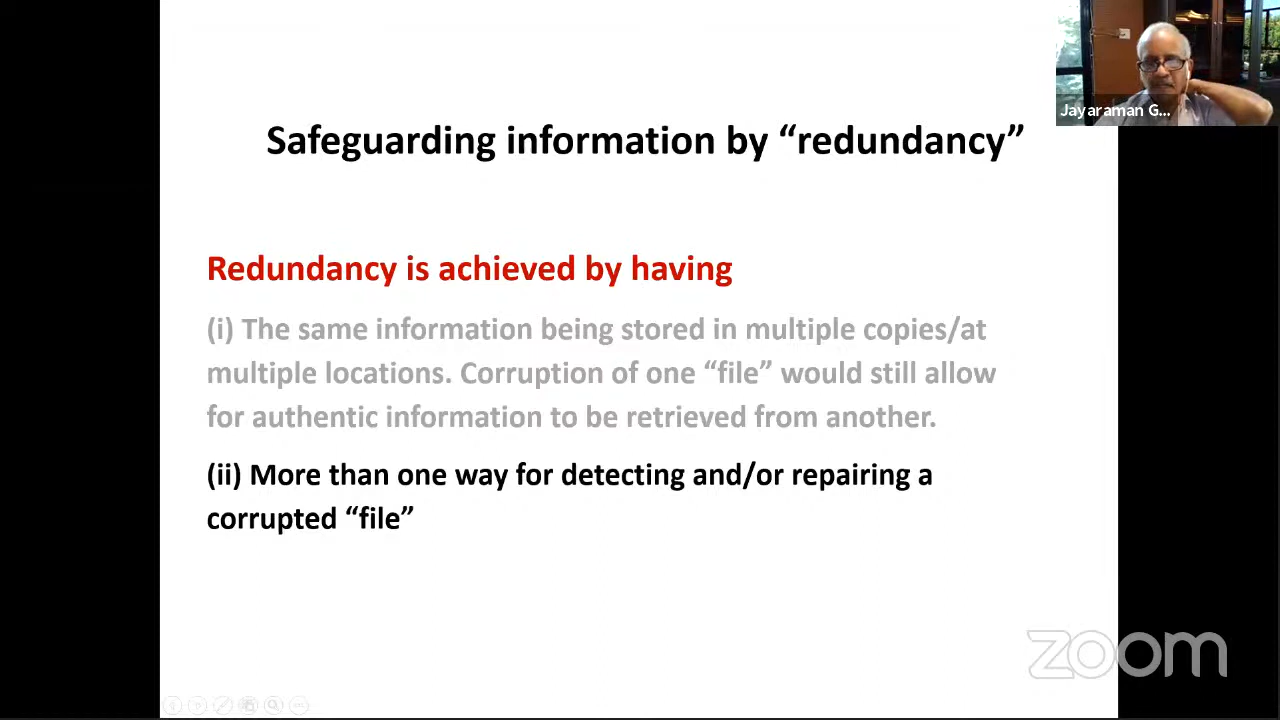 Jayaraman G...
Safeguarding information by “redundancy”
Redundancy is achieved by having
(i) The same information being stored in multiple copies/at
multiple locations. Corruption of one “file” would still allow
for authentic information to be retrieved from another.
(ii) More than one way for detecting and/or repairing a
corrupted “file”
zoom